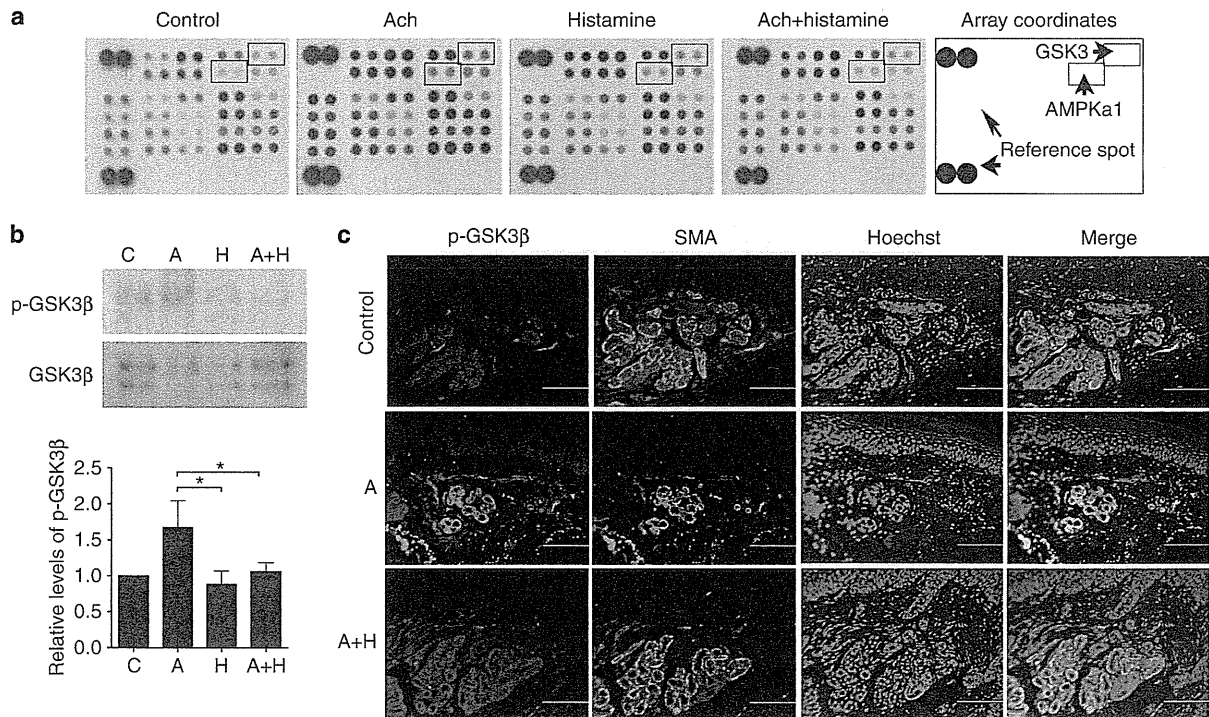 a
Control
Ach
Histamine
Ach+histamine
Array coordinates
GSK3
AMPKa1
Reference spot
b
C A H A+H
p-GSK3β
GSK3β
Relative levels of p-GSK3β
2.5
2.0
1.5
1.0
0.5
0.0
* *
C A H A+H
c
p-GSK3β SMA Hoechst Merge
Control
A
A+H